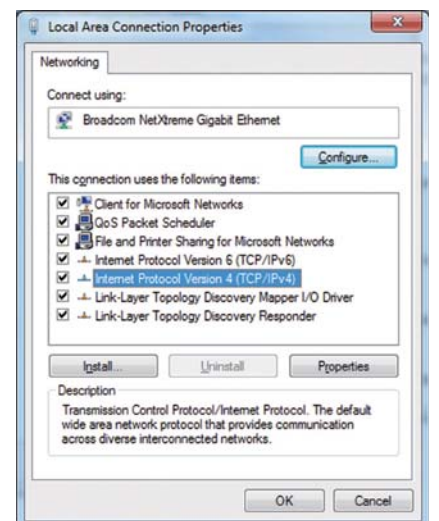 Local Area Connection Properties
Networking
Connect using:
Broadcom NetXtreme Gigabit Ethernet
Configure...
This connection uses the following items:
Client for Microsoft Networks
QoS Packet Scheduler
File and Printer Sharing for Microsoft Networks
Internet Protocol Version 6 (TCP/IPv6)
Internet Protocol Version 4 (TCP/IPv4)
Link-Layer Topology Discovery Mapper I/O Driver
Link-Layer Topology Discovery Responder
Install... Uninstall Properties
Description
Transmission Control Protocol/Internet Protocol. The default
wide area network protocol that provides communication
across diverse interconnected networks.
OK Cancel